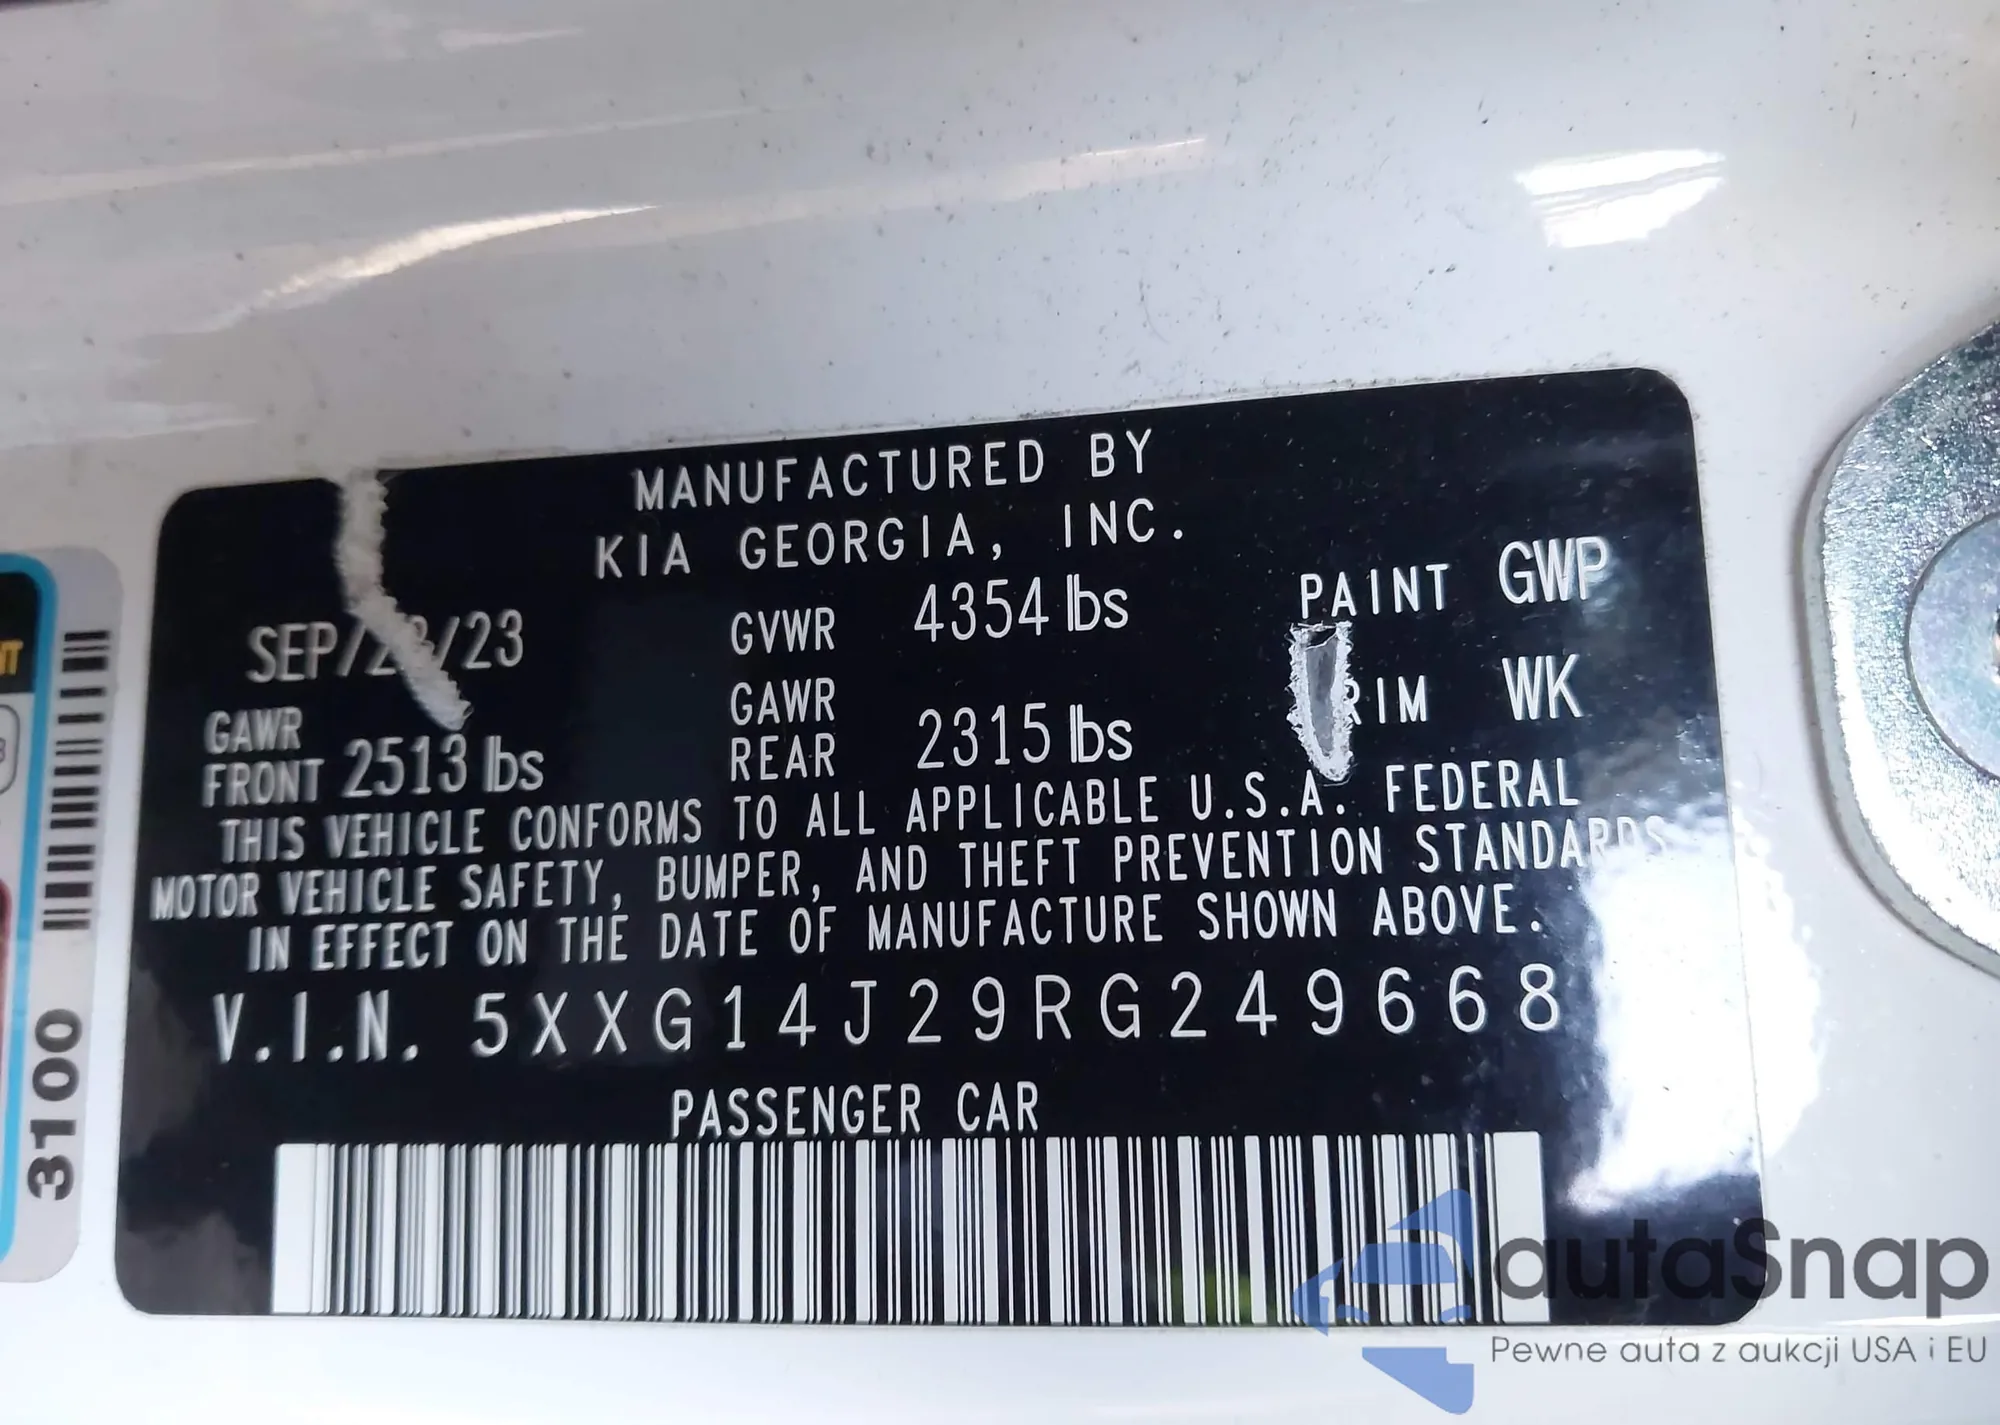 MANUFACTURED BY
KIA GEORGIA, INC.
SEP/ /23 GVWR 4354 lbs PAINT GWP
GAWR FRONT 2513 lbs GAWR REAR 2315 lbs RIM WK
THIS VEHICLE CONFORMS TO ALL APPLICABLE U.S.A. FEDERAL
MOTOR VEHICLE SAFETY, BUMPER, AND THEFT PREVENTION STANDARDS
IN EFFECT ON THE DATE OF MANUFACTURE SHOWN ABOVE.
V.I.N. 5XXG14J29RG249668
PASSENGER CAR
3100
autaSnap
Pewne auta z aukcji USA i EU